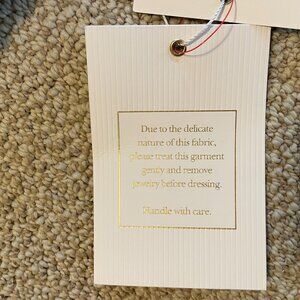 Due to the delicate
nature of this fabric,
please treat this garment
gently and remove
jewelry before dressing.
Handle with care.